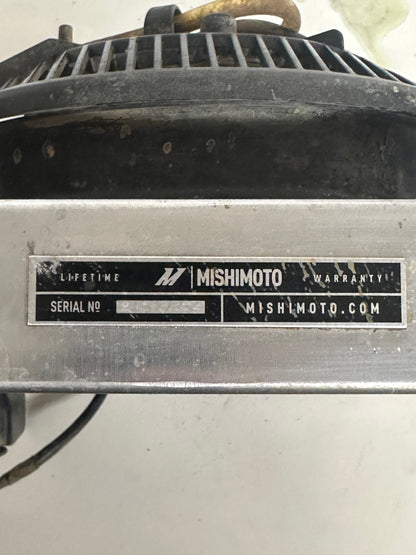 LIFETIME MISHIMOTO WARRANTY
SERIAL Nº MISHIMOTO.COM